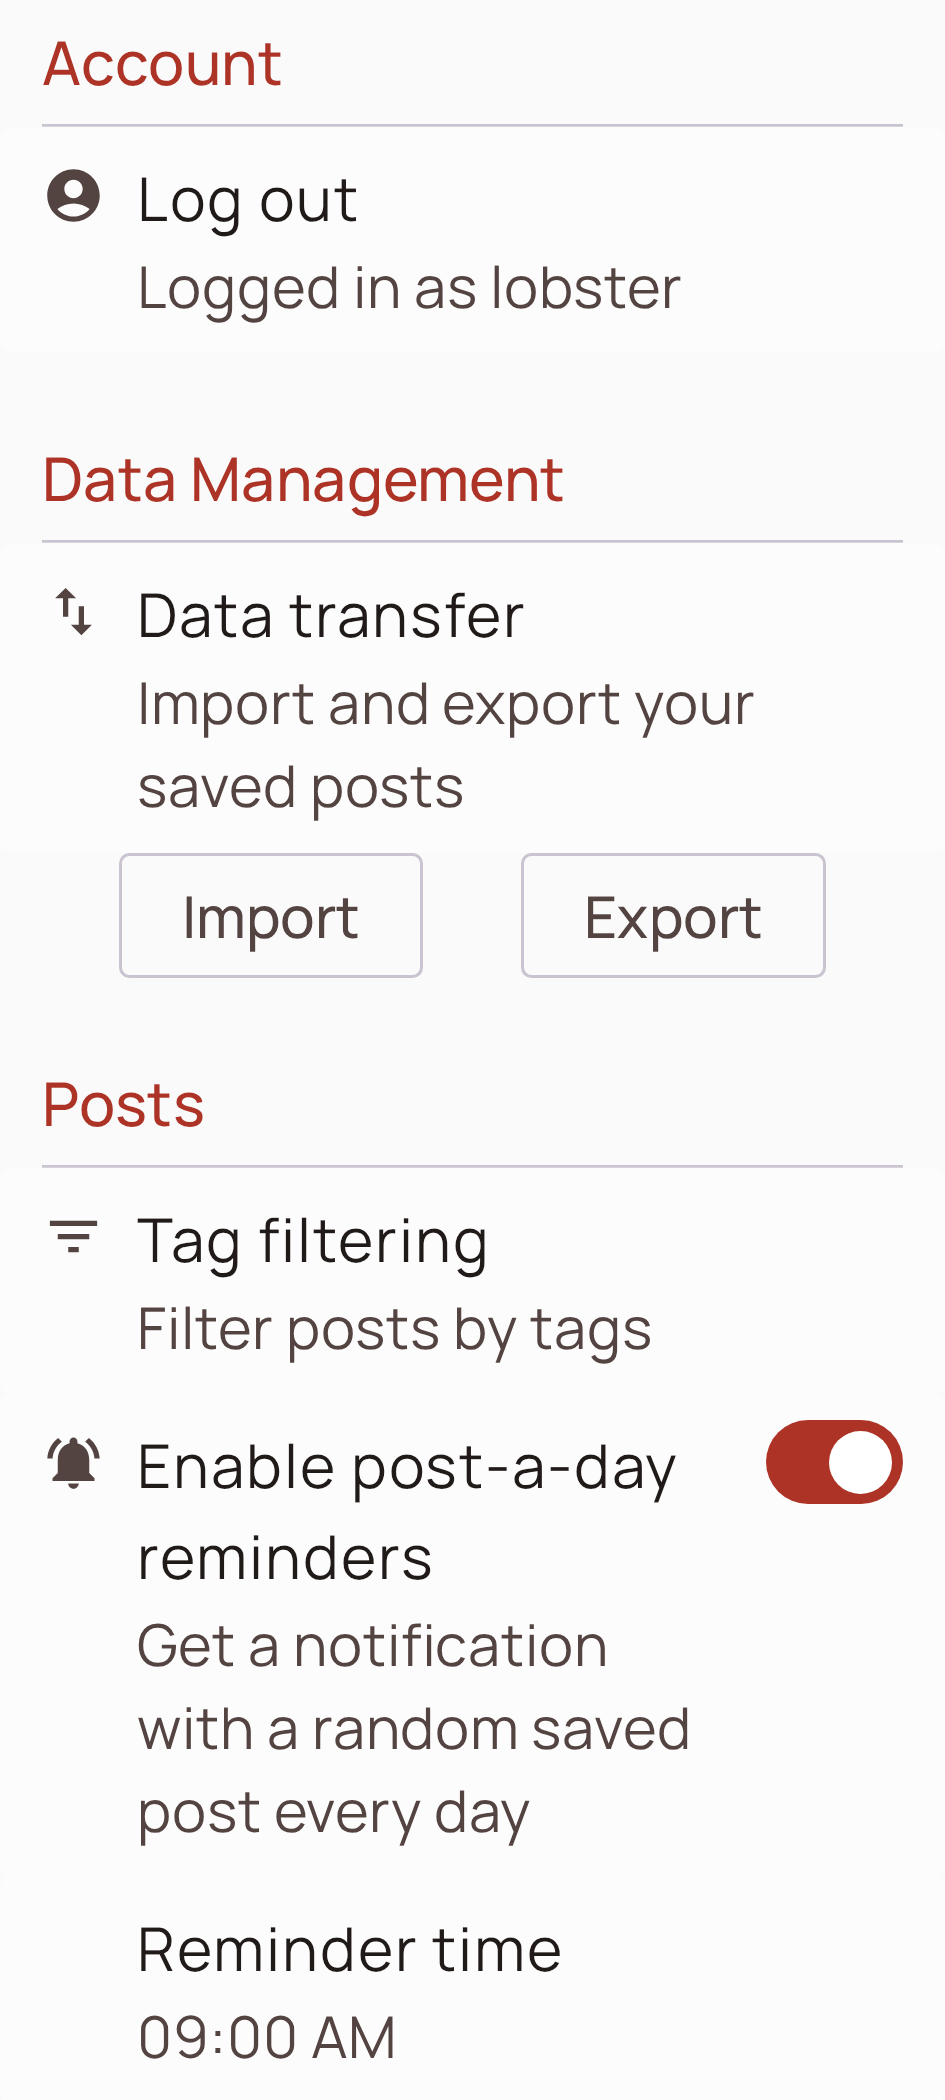 Account
Log out
Logged in as lobster
Data Management
Data transfer
Import and export your
saved posts
Import
Export
Posts
Tag filtering
Filter posts by tags
Enable post-a-day
reminders
Get a notification
with a random saved
post every day
Reminder time
09:00 AM